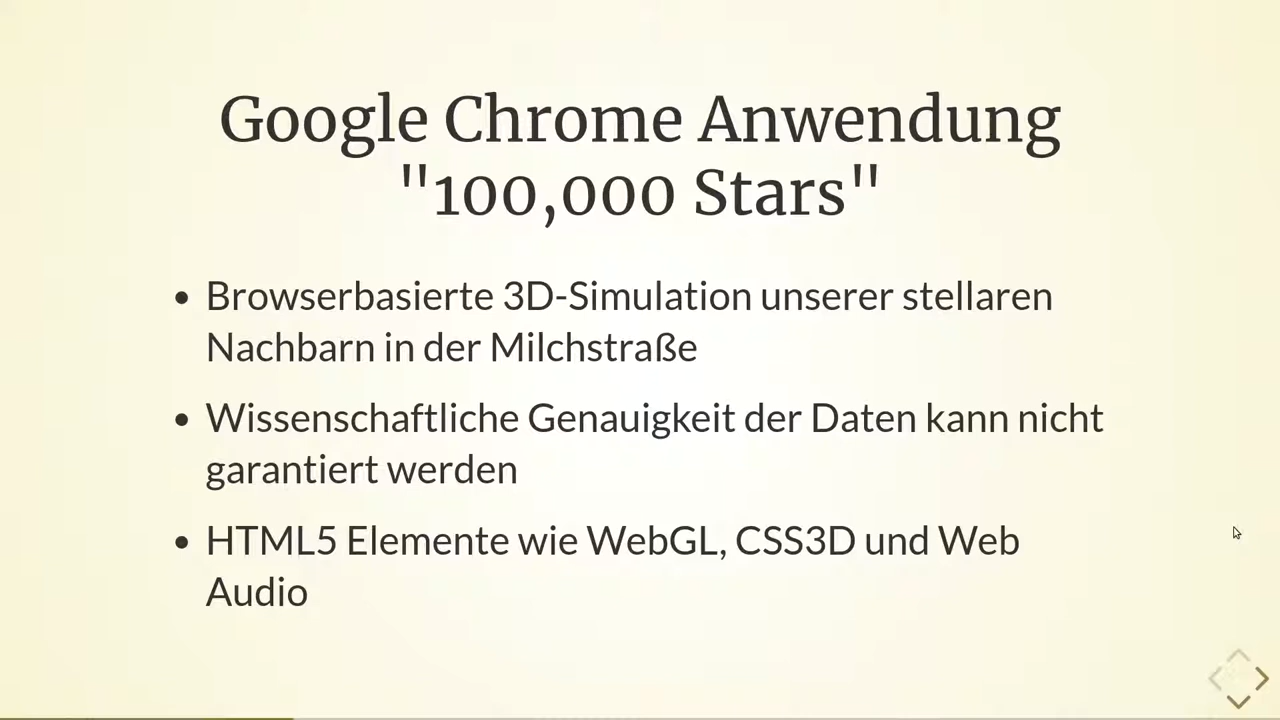 Google Chrome Anwendung
"100,000 Stars"
• Browserbasierte 3D-Simulation unserer stellaren
Nachbarn in der Milchstraße
• Wissenschaftliche Genauigkeit der Daten kann nicht
garantiert werden
• HTML5 Elemente wie WebGL, CSS3D und Web
Audio